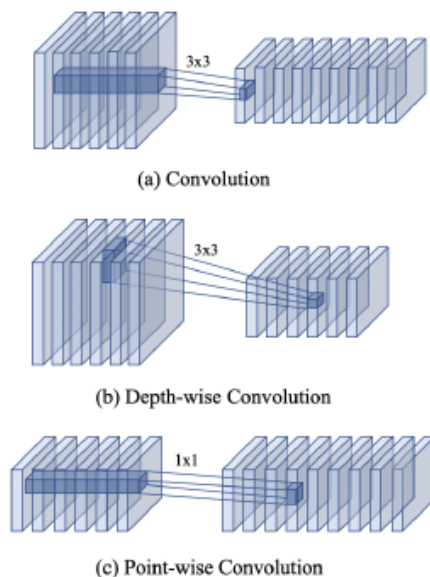 3x3
(a) Convolution
3x3
(b) Depth-wise Convolution
1x1
(c) Point-wise Convolution